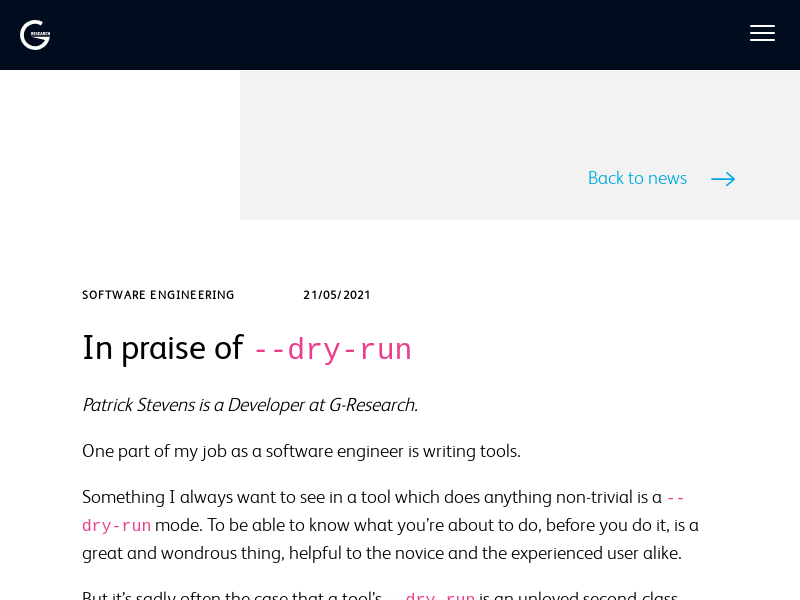 RESEARCH
Back to news
SOFTWARE ENGINEERING 21/05/2021
In praise of --dry-run
Patrick Stevens is a Developer at G-Research.
One part of my job as a software engineer is writing tools.
Something I always want to see in a tool which does anything non-trivial is a --
dry-run mode. To be able to know what you’re about to do, before you do it, is a
great and wondrous thing, helpful to the novice and the experienced user alike.
But it’s sadly often the case that a tool’s --dry-run is an unloved second-class